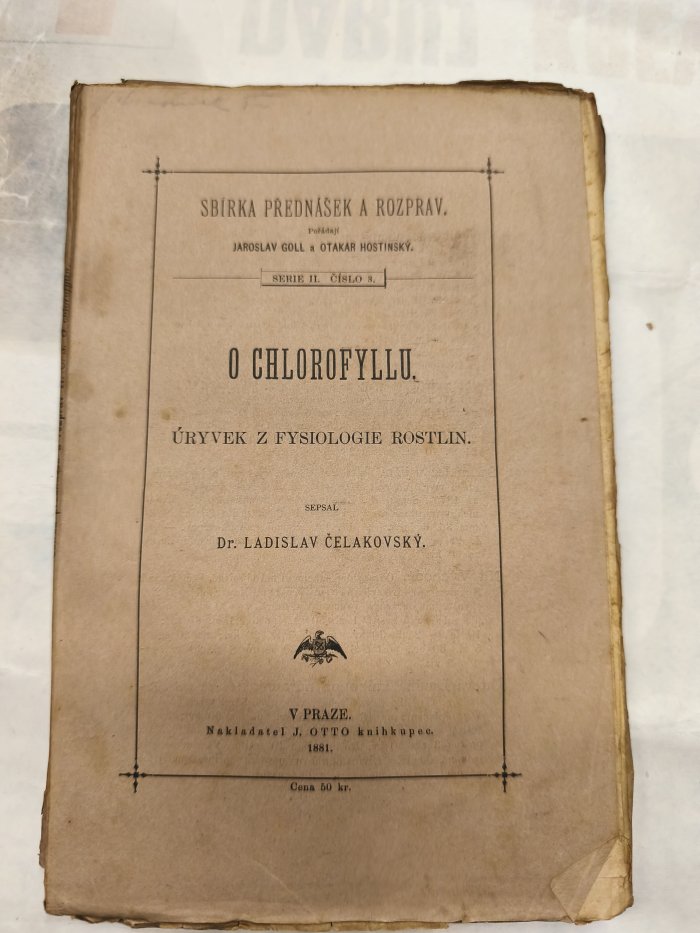 SBÍRKA PŘEDNÁŠEK A ROZPRAV.
Pořádají
JAROSLAV GOLL a OTAKAR HOSTINSKÝ.
SERIE II. ČÍSLO 3.
O CHLOROFYLLU.
ÚRYVEK Z FYSIOLOGIE ROSTLIN.
SEPSAL
Dr. LADISLAV ČELAKOVSKÝ.
V PRAZE.
Nakladatel J. OTTO knihkupec.
1881.
Cena 50 kr.